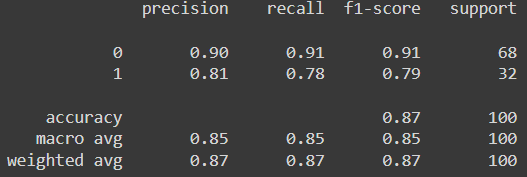 precision recall f1-score support
0 0.90 0.91 0.91 68
1 0.81 0.78 0.79 32
accuracy 0.87 100
macro avg 0.85 0.85 0.85 100
weighted avg 0.87 0.87 0.87 100